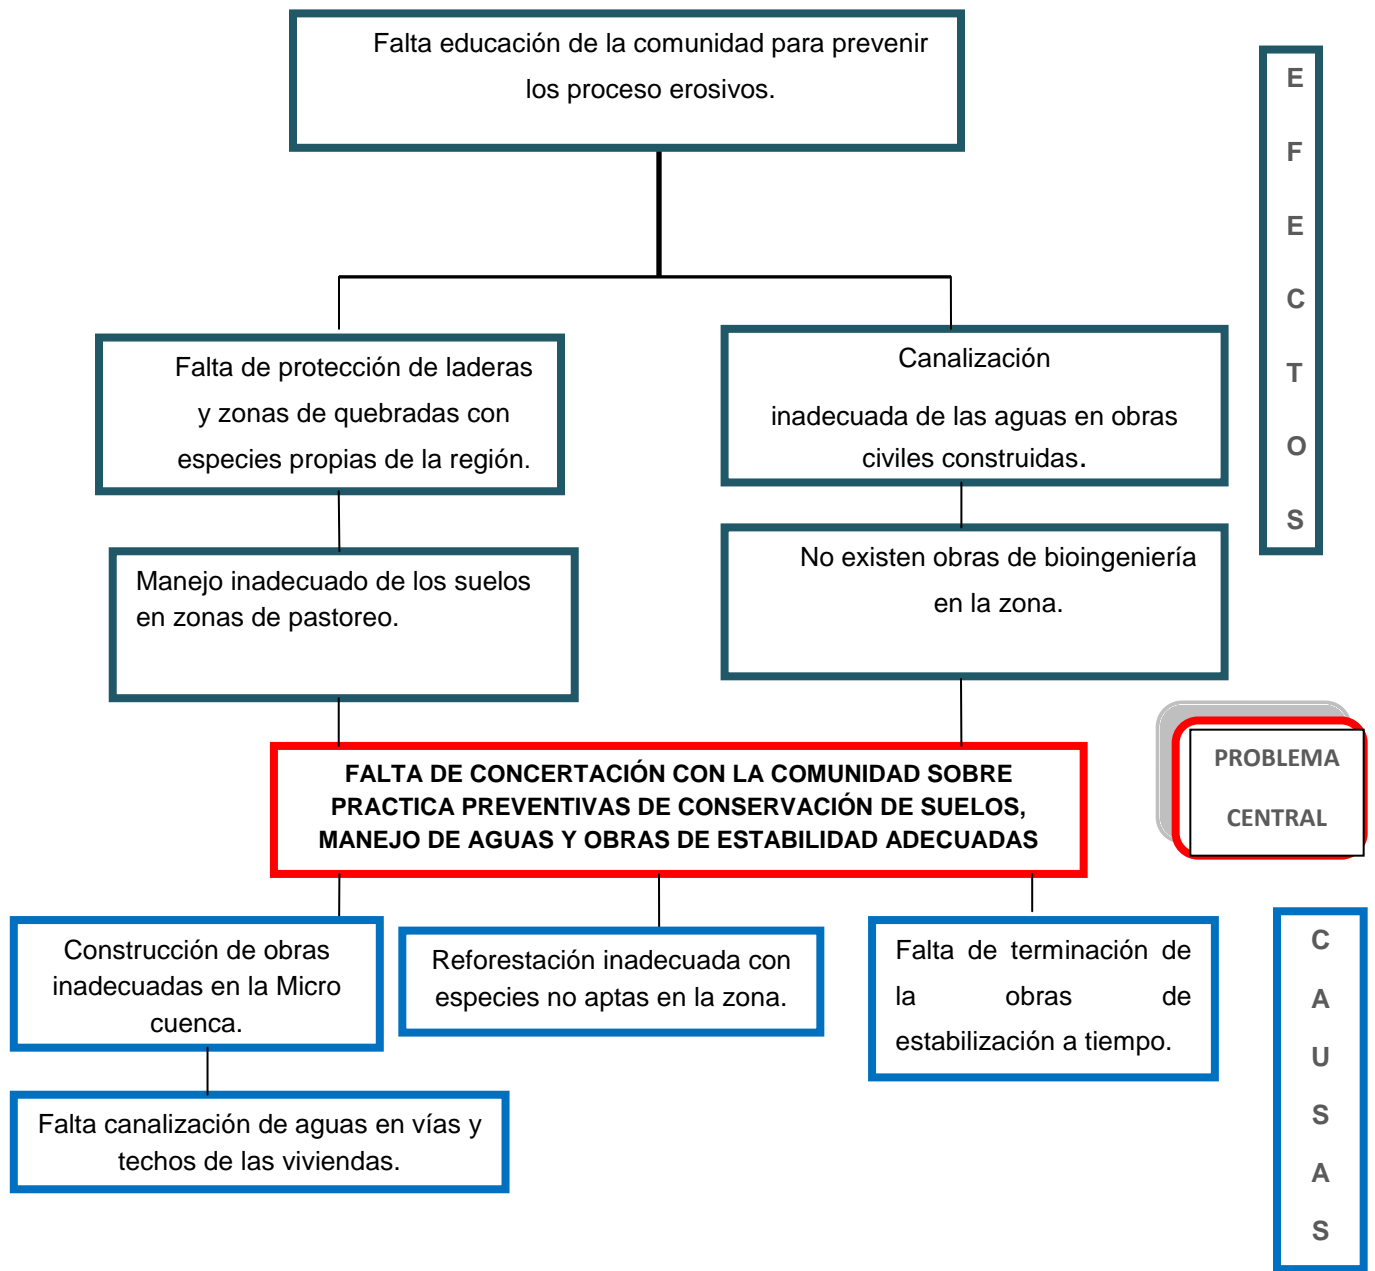 Falta educación de la comunidad para prevenir
los proceso erosivos.
E
F
E
C
T
O
S
Falta de protección de laderas
y zonas de quebradas con
especies propias de la región.
Canalización
inadecuada de las aguas en obras
civiles construidas.
Manejo inadecuado de los suelos
en zonas de pastoreo.
No existen obras de bioingeniería
en la zona.
FALTA DE CONCERTACIÓN CON LA COMUNIDAD SOBRE
PRACTICA PREVENTIVAS DE CONSERVACIÓN DE SUELOS,
MANEJO DE AGUAS Y OBRAS DE ESTABILIDAD ADECUADAS
PROBLEMA
CENTRAL
Construcción de obras
inadecuadas en la Micro
cuenca.
Reforestación inadecuada con
especies no aptas en la zona.
Falta de terminación de
la obras de
estabilización a tiempo.
Falta canalización de aguas en vías y
techos de las viviendas.
C
A
U
S
A
S